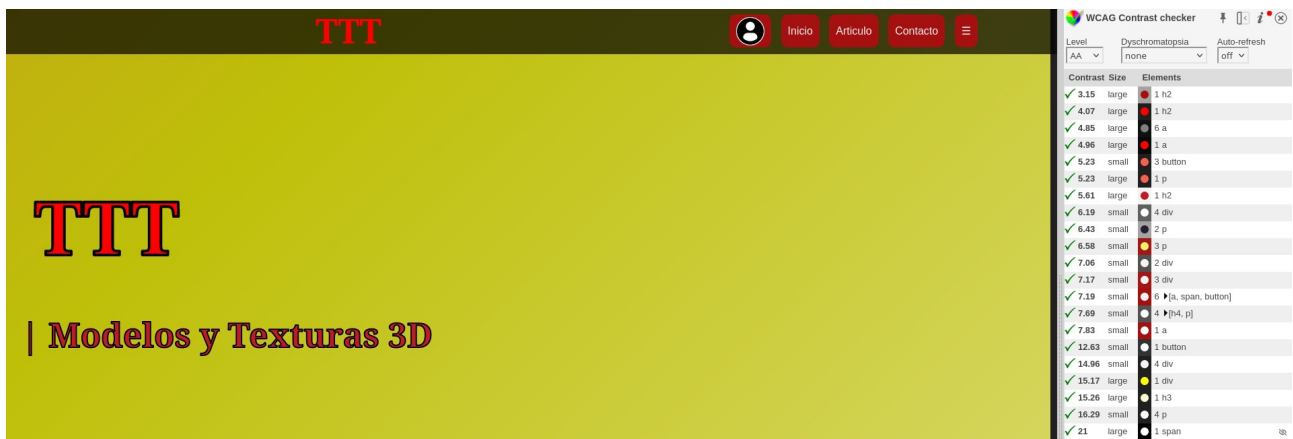 TTT
Inicio Articulo Contacto ☰
TTT
| Modelos y Texturas 3D
WCAG Contrast checker
Level Dyschromatopsia Auto-refresh
AA none off
Contrast Size Elements
3.15 large 1 h2
4.07 large 1 h2
4.85 large 6 a
4.96 large 1 a
5.23 small 3 button
5.23 large 1 p
5.61 large 1 h2
6.19 small 4 div
6.43 small 2 p
6.58 small 3 p
7.06 small 2 div
7.17 small 3 div
7.19 small 6 [a, span, button]
7.69 small 4 [h4, p]
7.83 small 1 a
12.63 small 1 button
14.96 small 4 div
15.17 large 1 div
15.26 large 1 h3
16.29 small 4 p
21 large 1 span